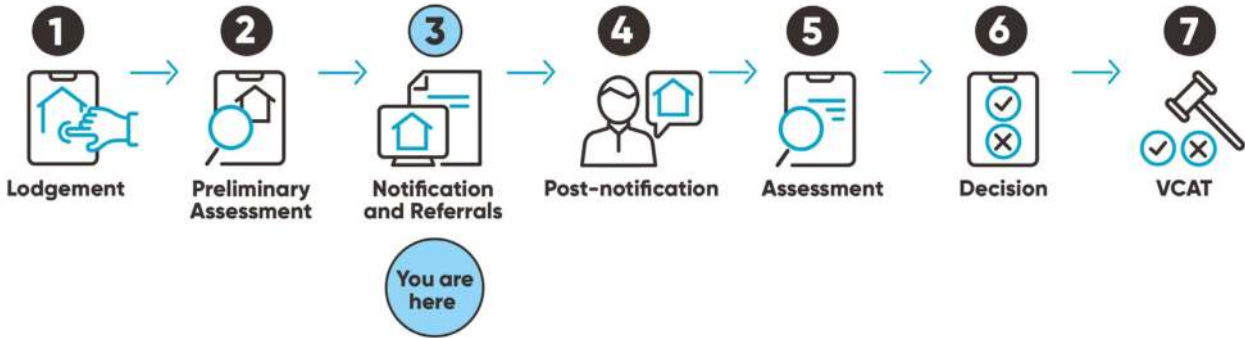 1
2
3
4
5
6
7
Lodgement
Preliminary
Assessment
Notification
and Referrals
Post-notification
Assessment
Decision
VCAT
You are
here